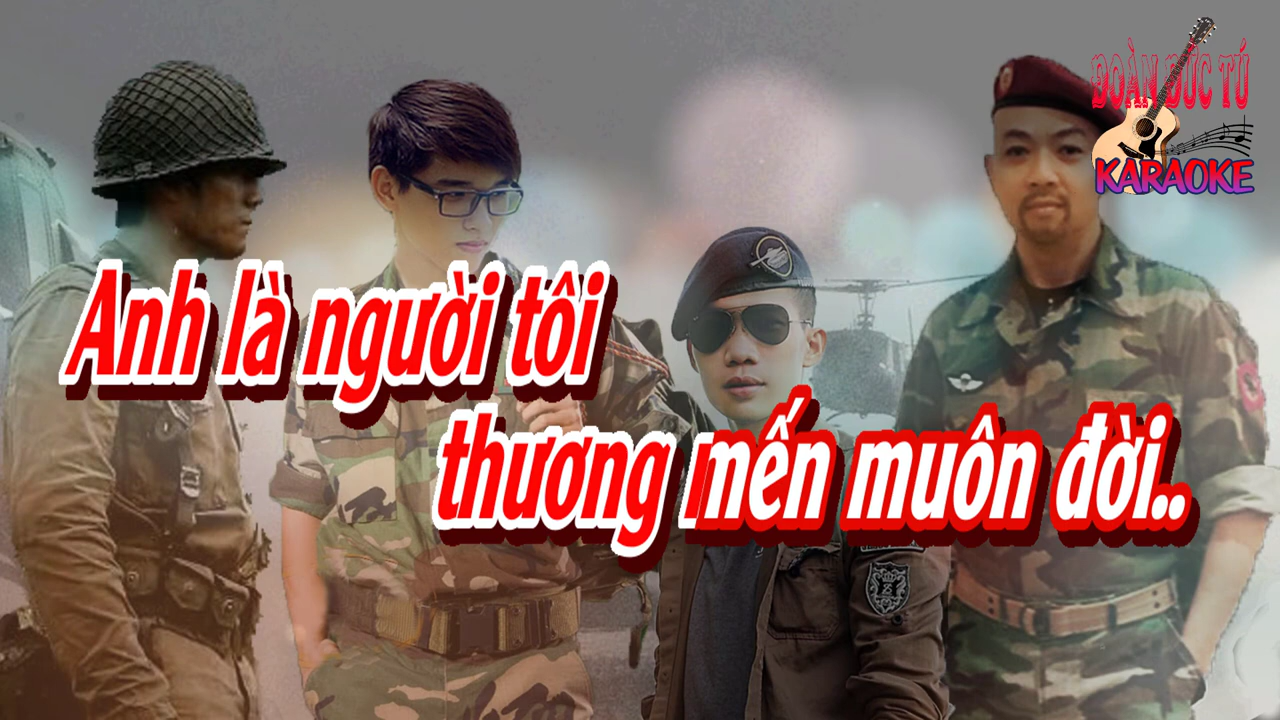 ĐOÀN ĐỨC TÚ
KARAOKE
Anh là người tôi
thương mến muôn đời..